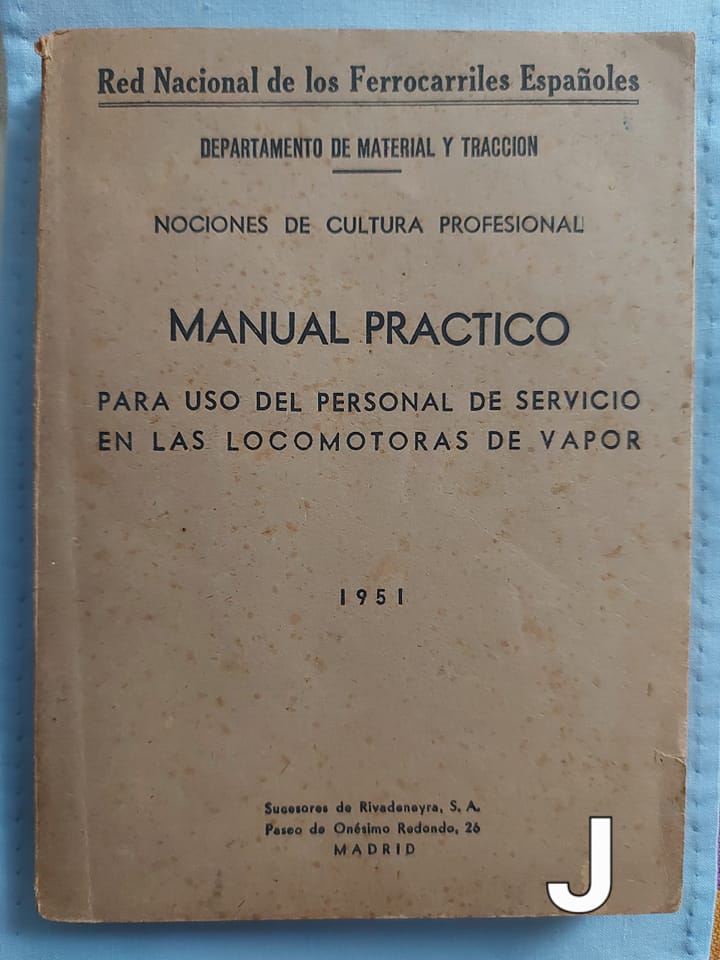 Red Nacional de los Ferrocarriles Españoles
DEPARTAMENTO DE MATERIAL Y TRACCION
NOCIONES DE CULTURA PROFESIONAL
MANUAL PRACTICO
PARA USO DEL PERSONAL DE SERVICIO
EN LAS LOCOMOTORAS DE VAPOR
1951
Sucesores de Rivadeneyra, S. A.
Paseo de Onésimo Redondo, 26
MADRID
J